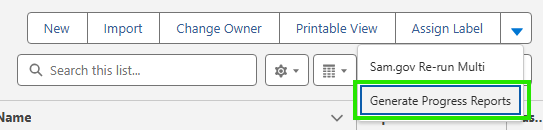 New Import Change Owner Printable View Assign Label
Search this list...
Sam.gov Re-run Multi
Generate Progress Reports
Name